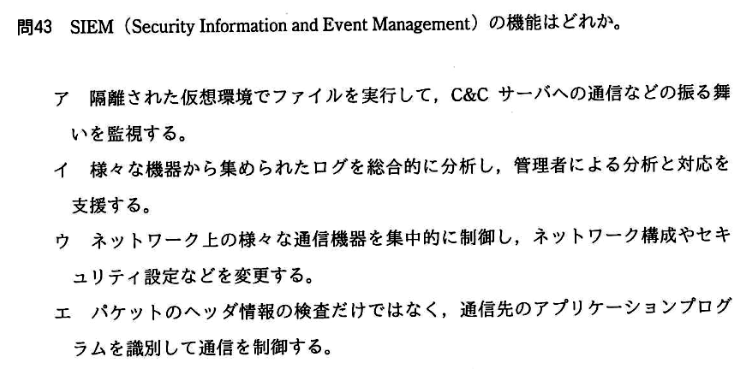 問43 SIEM（Security Information and Event Management）の機能はどれか。
ア 隔離された仮想環境でファイルを実行して，C&C サーバへの通信などの振る舞
いを監視する。
イ 様々な機器から集められたログを総合的に分析し，管理者による分析と対応を
支援する。
ウ ネットワーク上の様々な通信機器を集中的に制御し，ネットワーク構成やセキ
ュリティ設定などを変更する。
エ パケットのヘッダ情報の検査だけではなく，通信先のアプリケーションプログ
ラムを識別して通信を制御する。